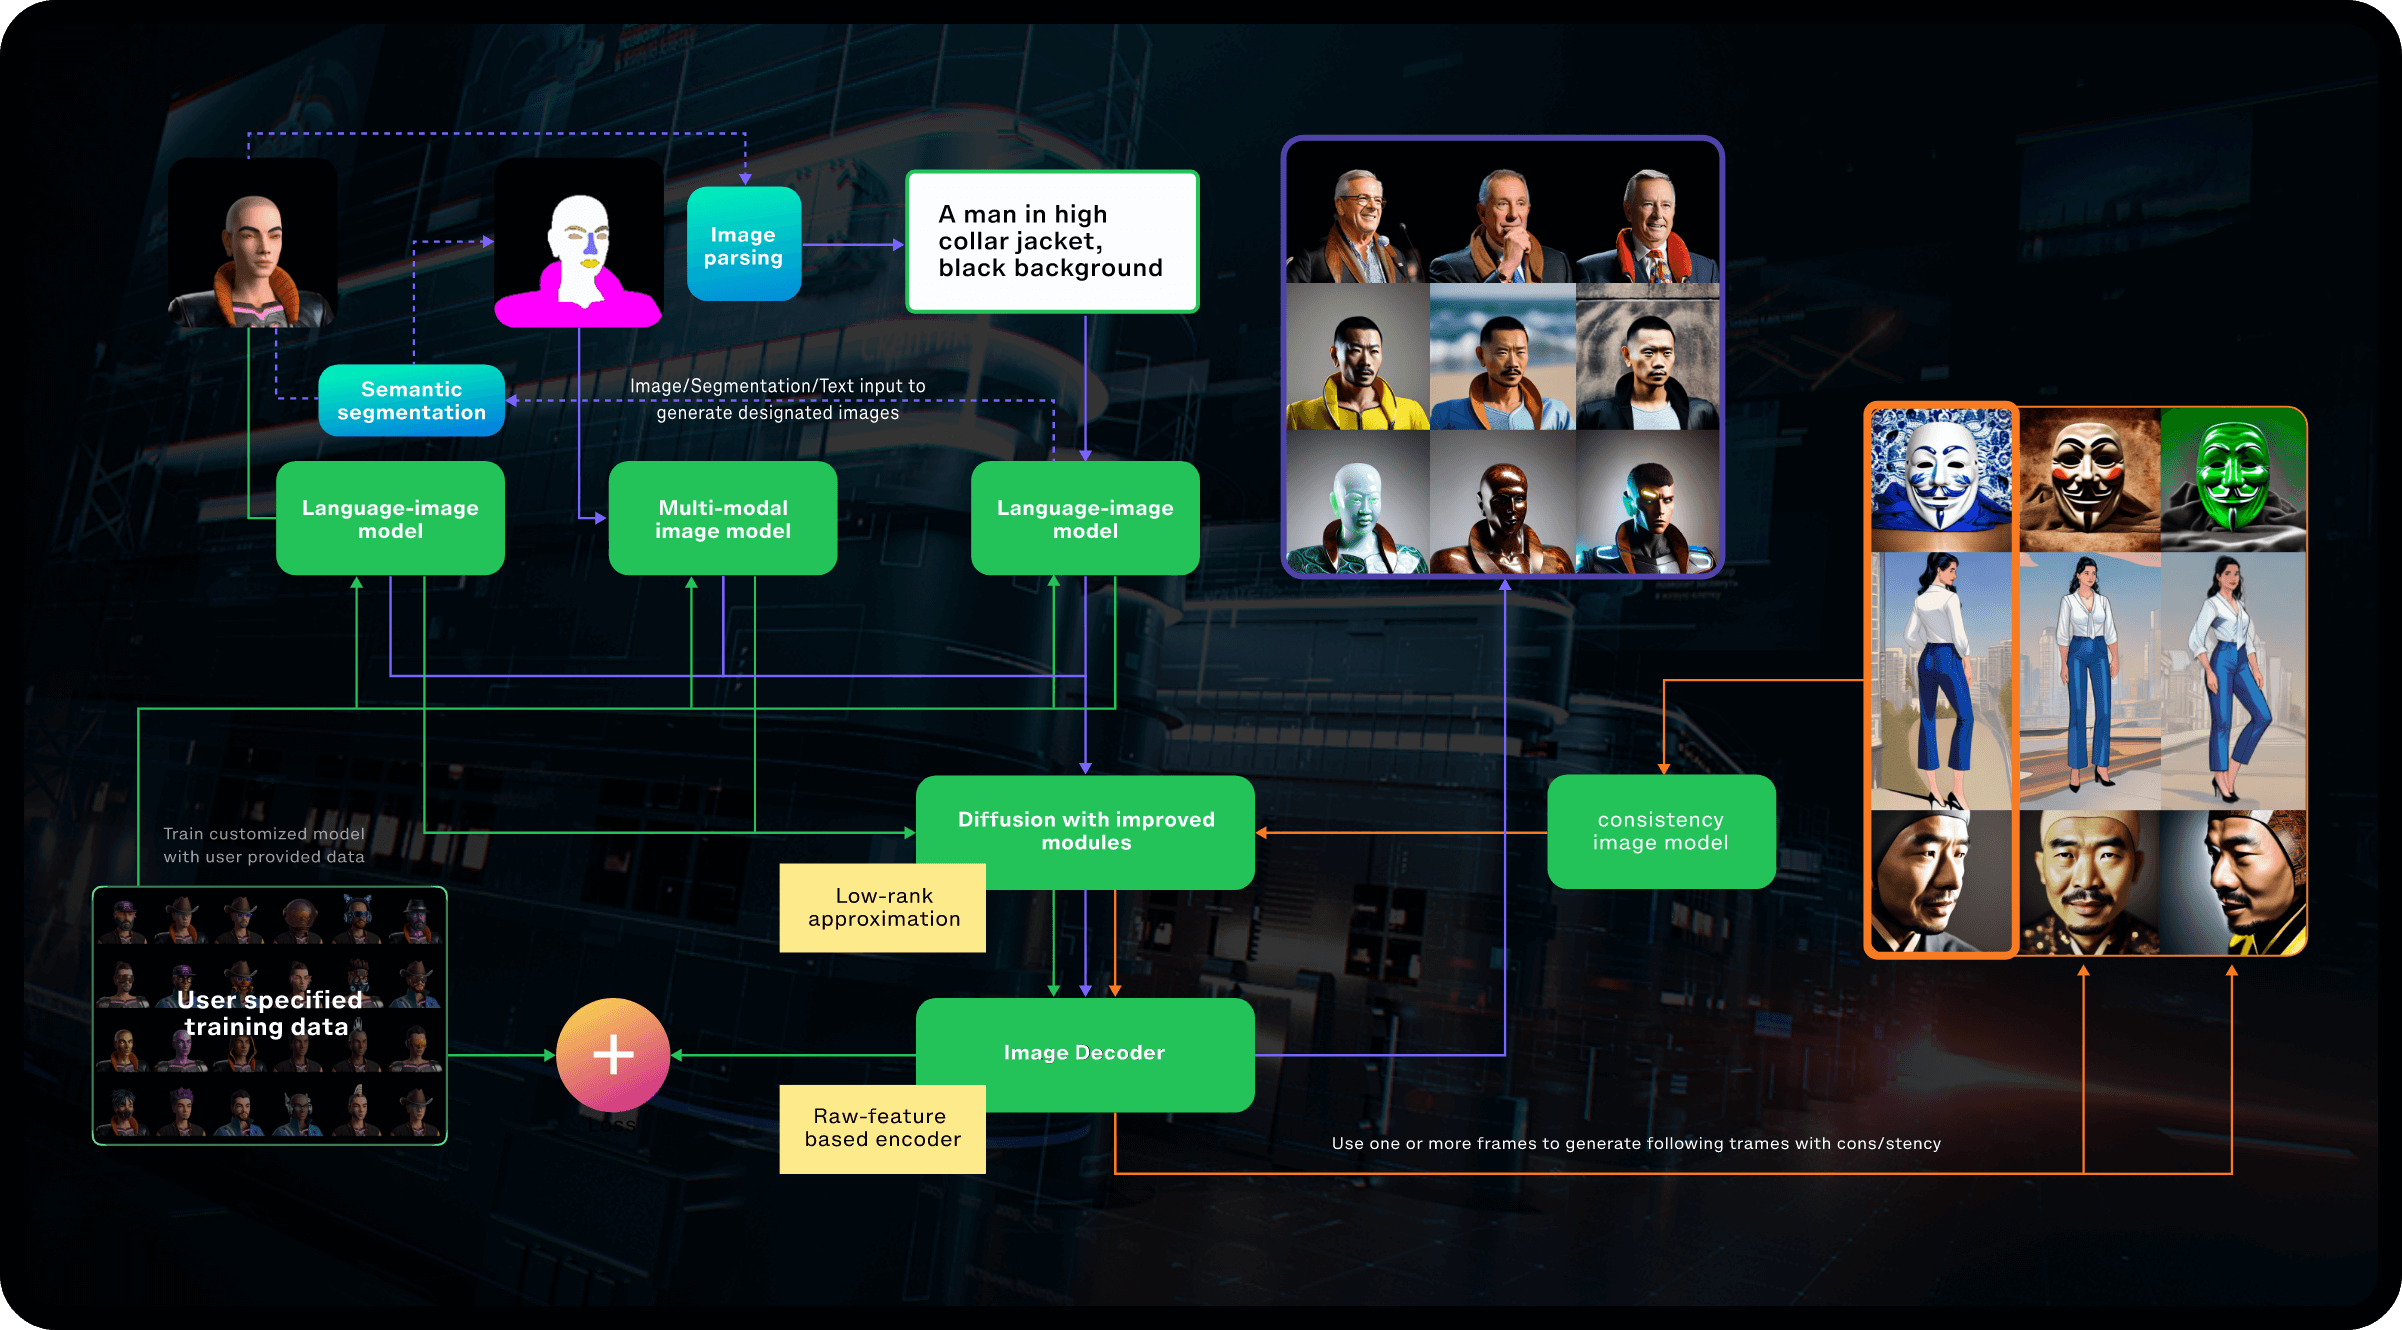 Image
parsing
A man in high
collar jacket,
black background
Semantic
segmentation
Image/Segmentation/Text input to
generate designated images
Language-image
model
Multi-modal
image model
Language-image
model
Train customized model
with user provided data
Diffusion with improved
modules
consistency
image model
Low-rank
approximation
User specified
training data
Image Decoder
Raw-feature
based encoder
Use one or more frames to generate following trames with cons/stency